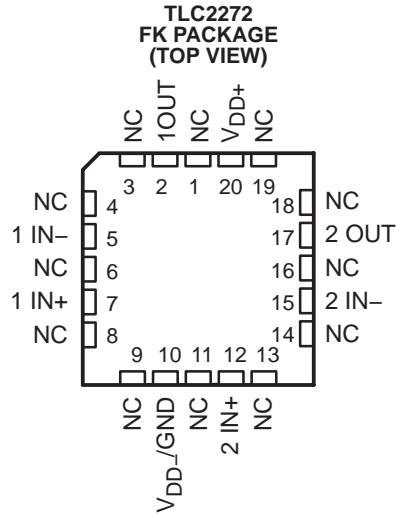 TLC2272
FK PACKAGE
(TOP VIEW)
NC
1OUT
NC
VDD+
NC
3 2 1 20 19
NC 4 18 NC
1 IN− 5 17 2 OUT
NC 6 16 NC
1 IN+ 7 15 2 IN−
NC 8 14 NC
9 10 11 12 13
NC
VDD−/GND
NC
2 IN+
NC